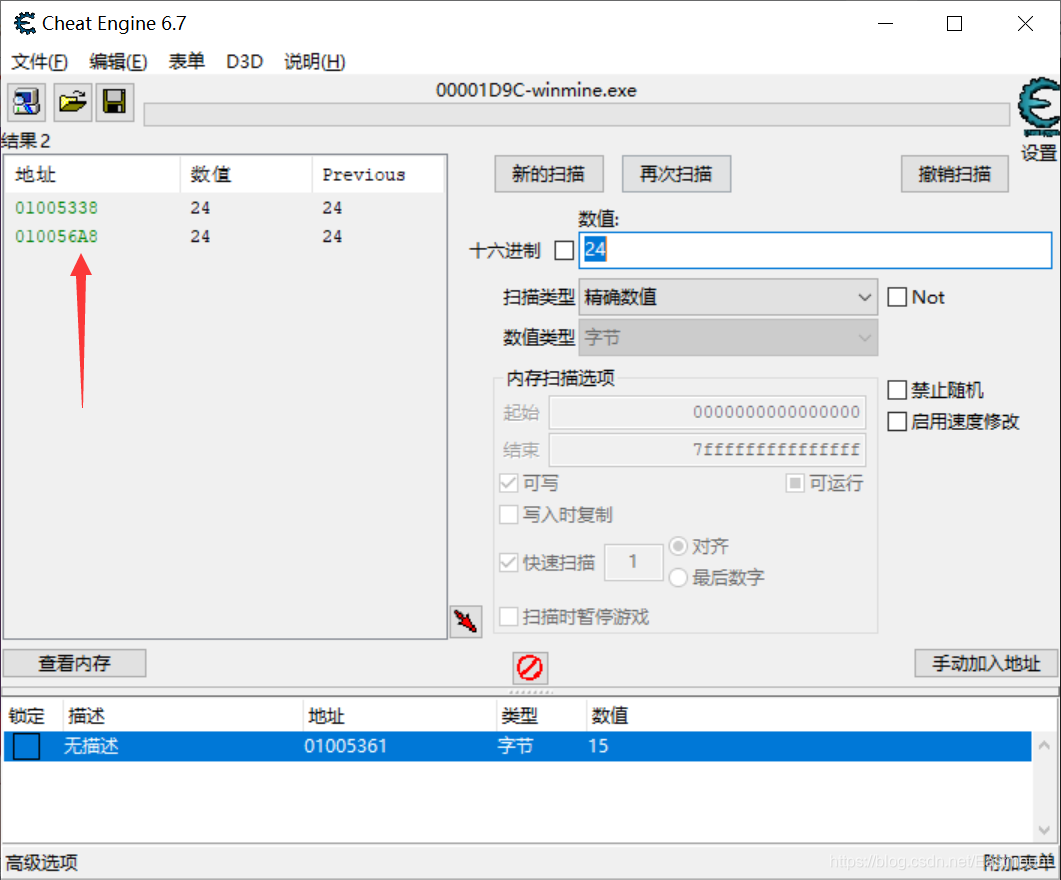 Cheat Engine 6.7
文件(F) 编辑(E) 表单 D3D 说明(H)
00001D9C-winmine.exe
设置
结果 2
地址 数值 Previous
01005338 24 24
010056A8 24 24
新的扫描 再次扫描 撤销扫描
数值:
十六进制 24
扫描类型 精确数值 Not
数值类型 字节
内存扫描选项
起始 0000000000000000
结束 7fffffffffffffff
可写 可运行
写入时复制
快速扫描 1 对齐
最后数字
扫描时暂停游戏
禁止随机
启用速度修改
查看内存 手动加入地址
锁定 描述 地址 类型 数值
无描述 01005361 字节 15
高级选项 附加表单
https://blog.csdn.net/